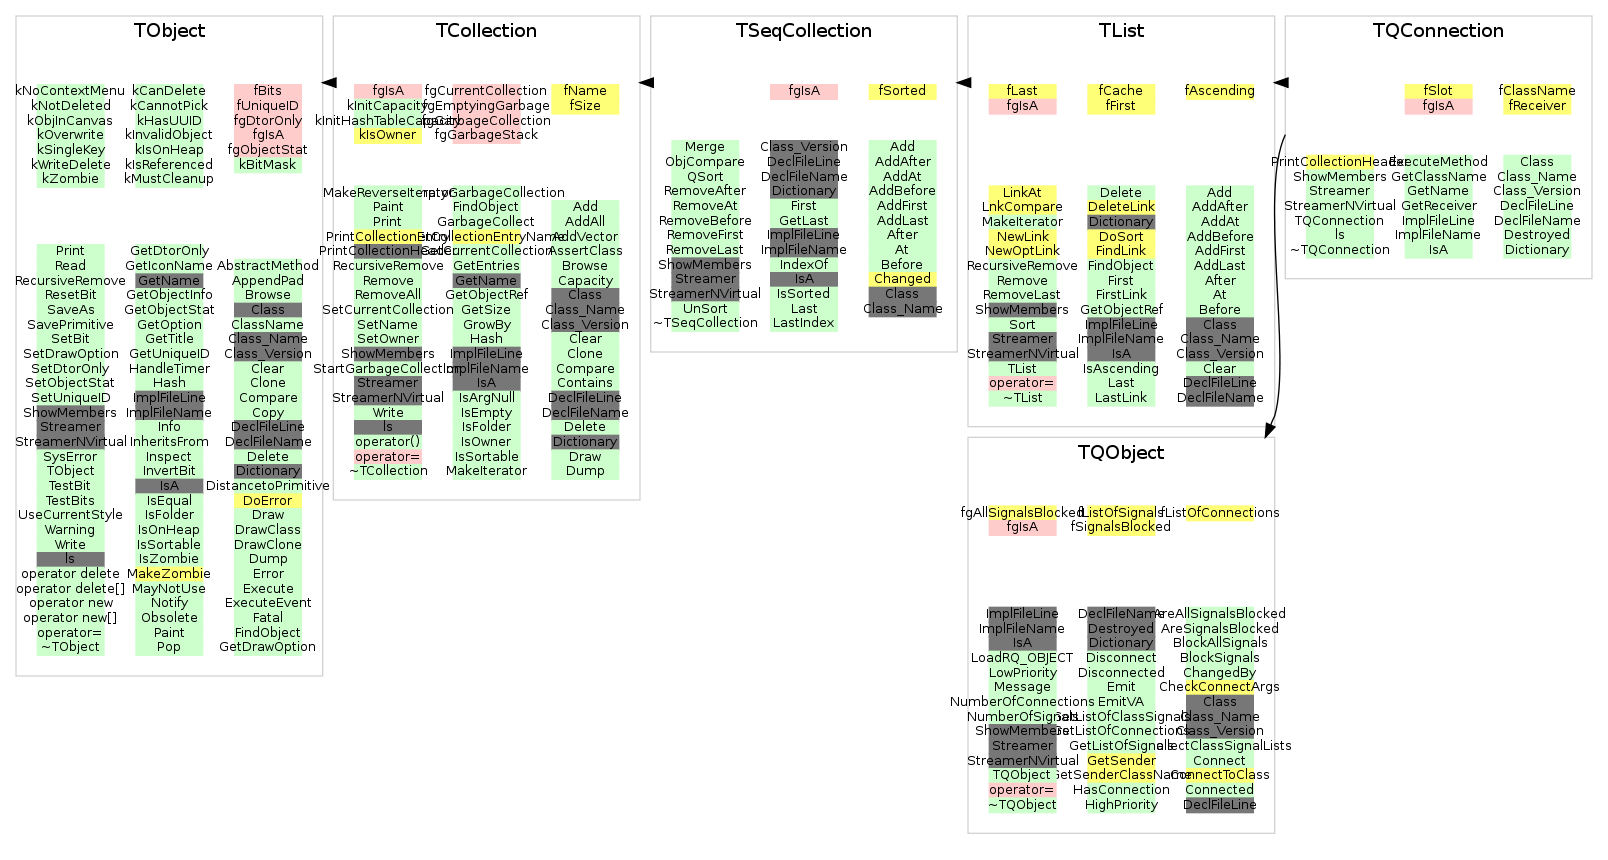 TObject
kNoContextMenu
kNotDeleted
kObjInCanvas
kOverwrite
kSingleKey
kWriteDelete
kZombie
kCanDelete
kCannotPick
kHasUUID
kInvalidObject
kIsOnHeap
kIsReferenced
kMustCleanup
fBits
fUniqueID
fgDtorOnly
fgIsA
fgObjectStat
kBitMask
Print
Read
RecursiveRemove
ResetBit
SaveAs
SavePrimitive
SetBit
SetDrawOption
SetDtorOnly
SetObjectStat
SetUniqueID
ShowMembers
Streamer
StreamerNVirtual
SysError
TObject
TestBit
TestBits
UseCurrentStyle
Warning
Write
ls
operator delete
operator delete[]
operator new
operator new[]
operator=
~TObject
GetDtorOnly
GetIconName
GetName
GetObjectInfo
GetObjectStat
GetOption
GetTitle
GetUniqueID
HandleTimer
Hash
ImplFileLine
ImplFileName
Info
InheritsFrom
Inspect
InvertBit
IsA
IsEqual
IsFolder
IsOnHeap
IsSortable
IsZombie
MakeZombie
MayNotUse
Notify
Obsolete
Paint
Pop
AbstractMethod
AppendPad
Browse
Class
ClassName
Class_Name
Class_Version
Clear
Clone
Compare
Copy
DeclFileLine
DeclFileName
Delete
Dictionary
DistancetoPrimitive
DoError
Draw
DrawClass
DrawClone
Dump
Error
Execute
ExecuteEvent
Fatal
FindObject
GetDrawOption
TCollection
fgIsA
kInitCapacity
kInitHashTableCapacity
kIsOwner
fgCurrentCollection
fgEmptyingGarbage
fgGarbageCollection
fgGarbageStack
fName
fSize
MakeReverseIterator
Paint
Print
PrintCollectionEntry
PrintCollectionHeader
RecursiveRemove
Remove
RemoveAll
SetCurrentCollection
SetName
SetOwner
ShowMembers
StartGarbageCollection
Streamer
StreamerNVirtual
Write
ls
operator()
operator=
~TCollection
EmptyGarbageCollection
FindObject
GarbageCollect
GetCollectionEntryName
GetCurrentCollection
GetEntries
GetName
GetObjectRef
GetSize
GrowBy
Hash
ImplFileLine
ImplFileName
IsA
IsArgNull
IsEmpty
IsFolder
IsOwner
IsSortable
MakeIterator
Add
AddAll
AddVector
AssertClass
Browse
Capacity
Class
Class_Name
Class_Version
Clear
Clone
Compare
Contains
DeclFileLine
DeclFileName
Delete
Dictionary
Draw
Dump
TSeqCollection
fgIsA
fSorted
Merge
ObjCompare
QSort
RemoveAfter
RemoveAt
RemoveBefore
RemoveFirst
RemoveLast
ShowMembers
Streamer
StreamerNVirtual
UnSort
~TSeqCollection
Class_Version
DeclFileLine
DeclFileName
Dictionary
First
GetLast
ImplFileLine
ImplFileName
IndexOf
IsA
IsSorted
Last
LastIndex
Add
AddAfter
AddAt
AddBefore
AddFirst
AddLast
After
At
Before
Changed
Class
Class_Name
TList
fLast
fgIsA
fCache
fFirst
fAscending
LinkAt
LnkCompare
MakeIterator
NewLink
NewOptLink
RecursiveRemove
Remove
RemoveLast
ShowMembers
Sort
Streamer
StreamerNVirtual
TList
operator=
~TList
Delete
DeleteLink
Dictionary
DoSort
FindLink
FindObject
First
FirstLink
GetObjectRef
ImplFileLine
ImplFileName
IsA
IsAscending
Last
LastLink
Add
AddAfter
AddAt
AddBefore
AddFirst
AddLast
After
At
Before
Class
Class_Name
Class_Version
Clear
DeclFileLine
DeclFileName
TQConnection
fSlot
fgIsA
fClassName
fReceiver
PrintCollectionHeader
ShowMembers
Streamer
StreamerNVirtual
TQConnection
ls
~TQConnection
ExecuteMethod
GetClassName
GetName
GetReceiver
ImplFileLine
ImplFileName
IsA
Class
Class_Name
Class_Version
DeclFileLine
DeclFileName
Destroyed
Dictionary
TQObject
fgAllSignalsBlocked
fgIsA
fListOfSignals
fSignalsBlocked
fListOfConnections
ImplFileLine
ImplFileName
IsA
LoadRQ_OBJECT
LowPriority
Message
NumberOfConnections
NumberOfSignals
ShowMembers
Streamer
StreamerNVirtual
TQObject
operator=
~TQObject
DeclFileName
Destroyed
Dictionary
Disconnect
Disconnected
Emit
EmitVA
GetListOfClassSignals
GetListOfConnections
GetListOfSignals
GetSender
GetSenderClassName
HasConnection
HighPriority
AreAllSignalsBlocked
AreSignalsBlocked
BlockAllSignals
BlockSignals
ChangedBy
CheckConnectArgs
Class
Class_Name
Class_Version
CollectClassSignalLists
Connect
ConnectToClass
Connected
DeclFileLine